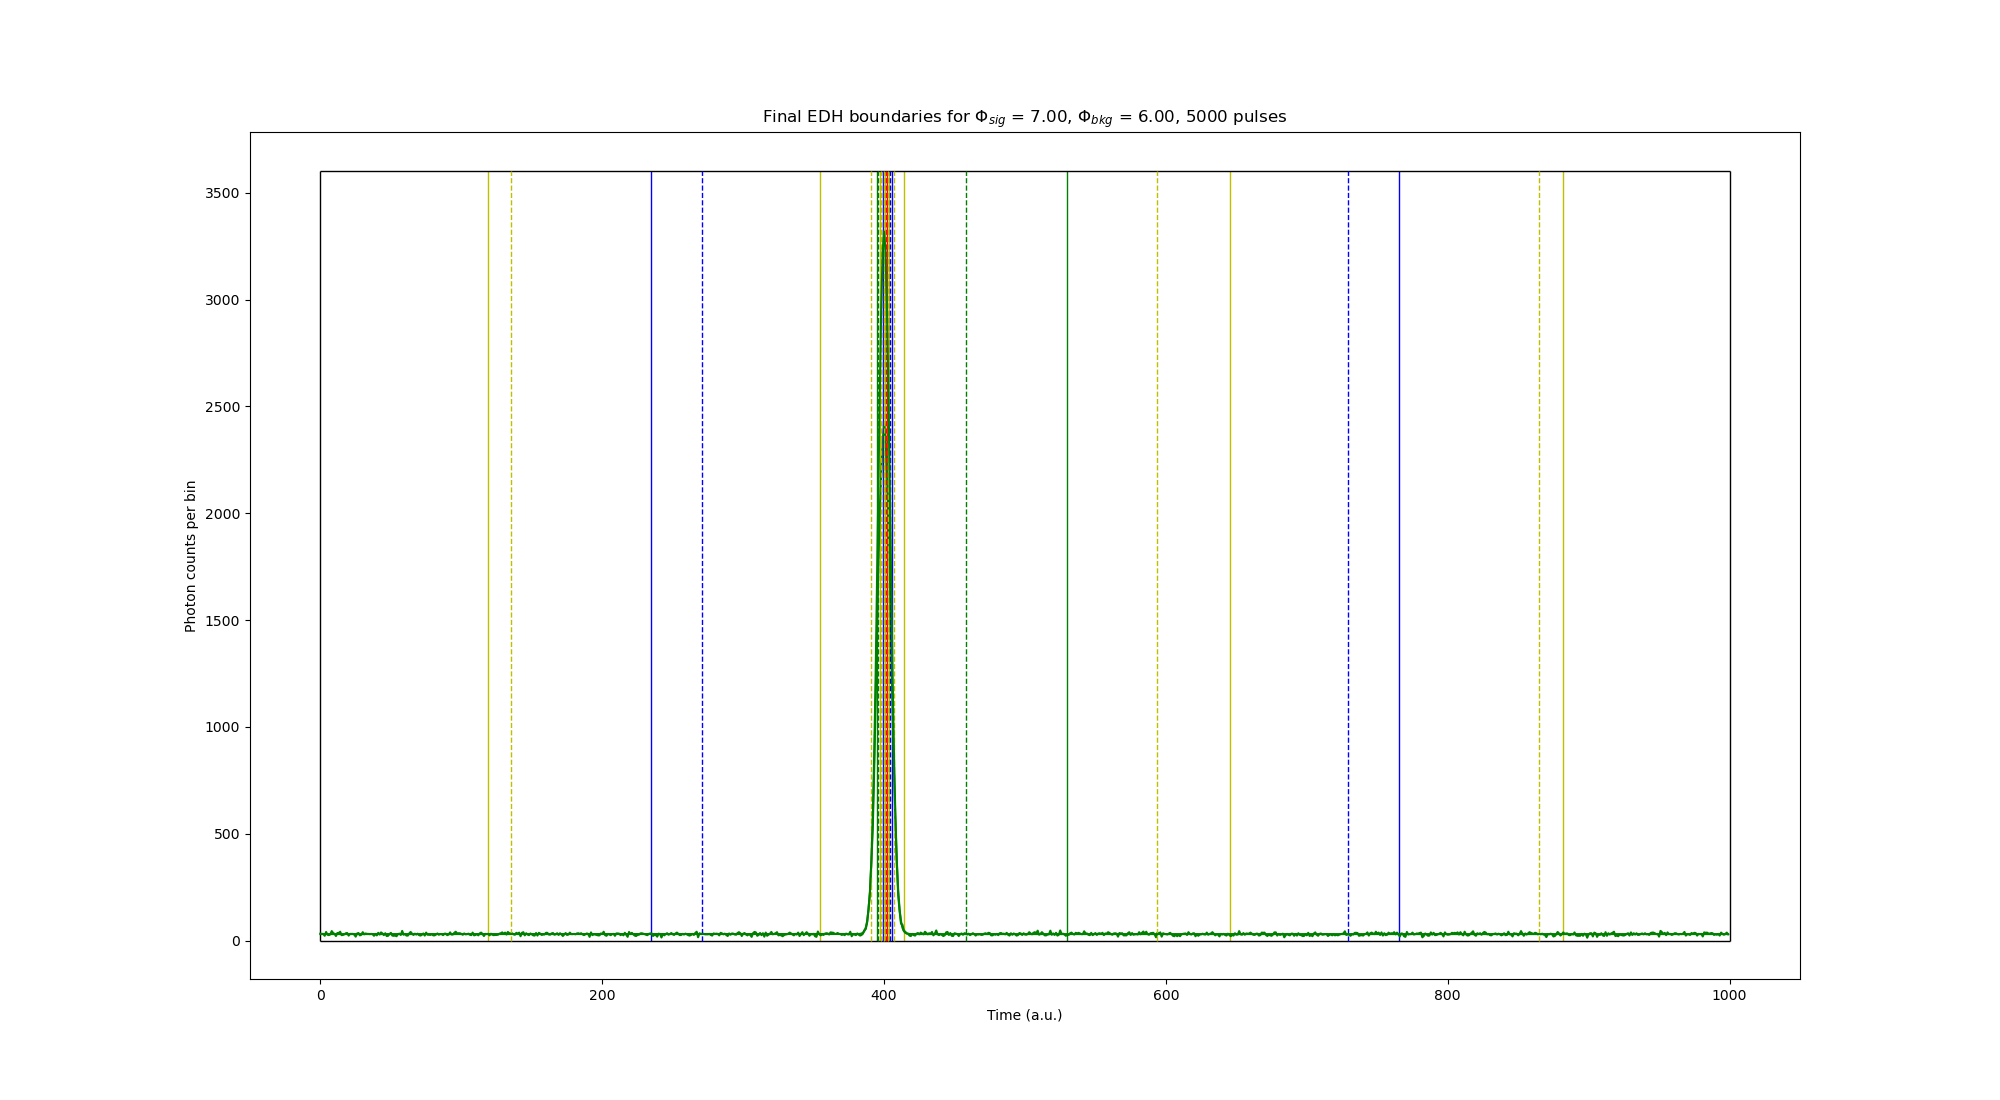 Final EDH boundaries for Φsig = 7.00, Φbkg = 6.00, 5000 pulses
3500
3000
2500
2000
1500
1000
500
0
Photon counts per bin
0 200 400 600 800 1000
Time (a.u.)